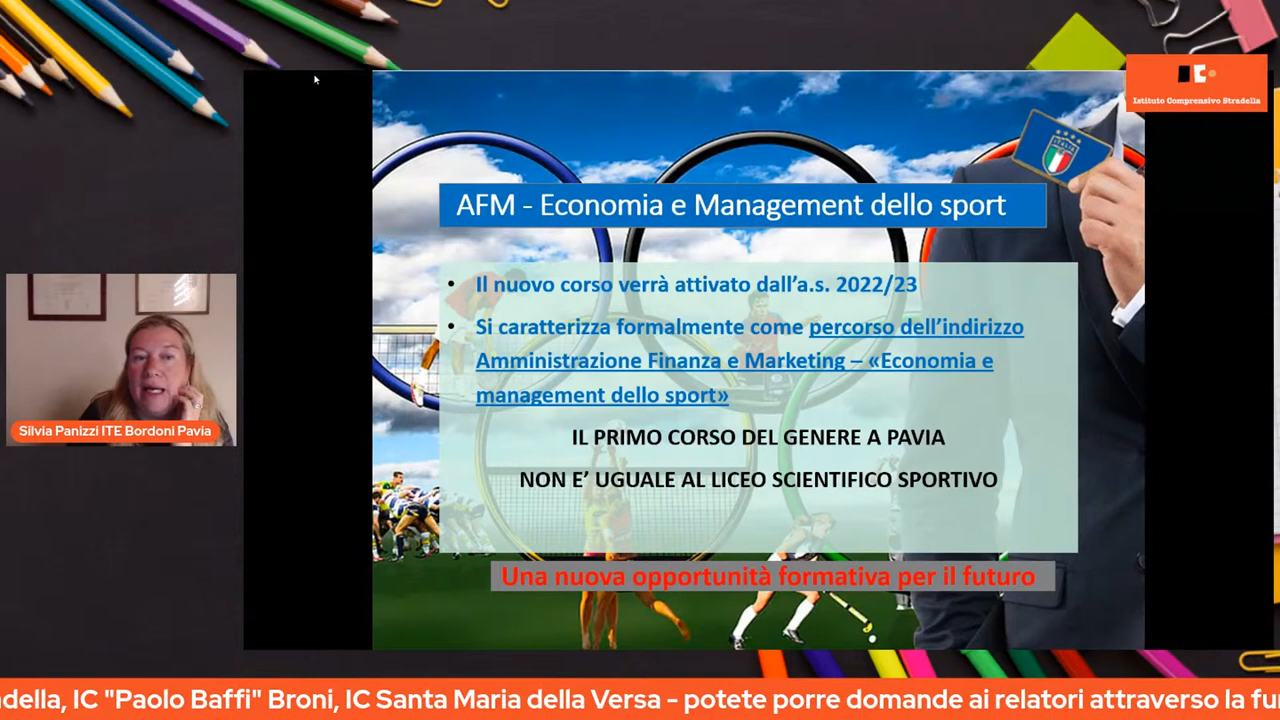 Istituto Comprensivo Stradella
ITALIA
AFM - Economia e Management dello sport
• Il nuovo corso verrà attivato dall'a.s. 2022/23
• Si caratterizza formalmente come percorso dell'indirizzo
Amministrazione Finanza e Marketing – «Economia e
management dello sport»
IL PRIMO CORSO DEL GENERE A PAVIA
NON E' UGUALE AL LICEO SCIENTIFICO SPORTIVO
Una nuova opportunità formativa per il futuro
Silvia Panizzi ITE Bordoni Pavia
della, IC "Paolo Baffi" Broni, IC Santa Maria della Versa - potete porre domande ai relatori attraverso la fu